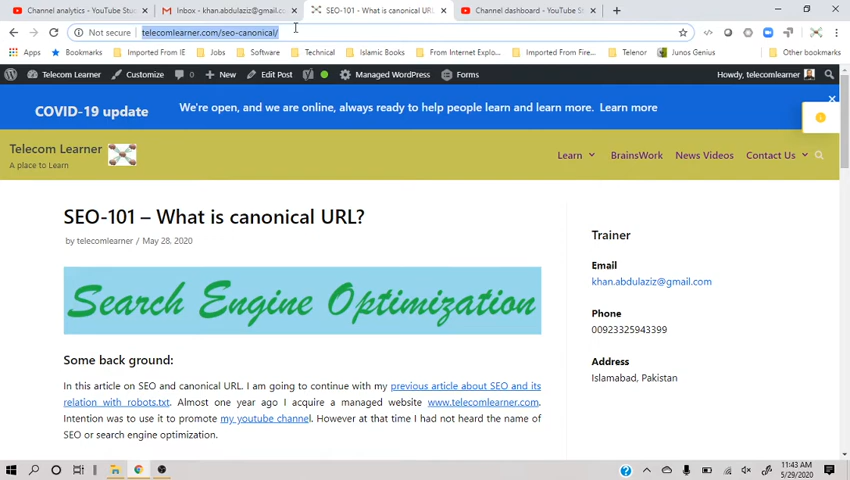 Channel analytics - YouTube Stu
Inbox - khan.abdulaziz@gmail.c
SEO-101 - What is canonical URL
Channel dashboard - YouTube S
Not secure telecomlearner.com/seo-canonical/
Apps Bookmarks Imported From IE Jobs Software Technical Islamic Books From Internet Explor Imported From Firef Telenor Junos Genius Other bookmarks
Telecom Learner Customize New Edit Post Managed WordPress Forms Howdy, telecomlearner
COVID-19 update We're open, and we are online, always ready to help people learn and learn more. Learn more
Telecom Learner
A place to Learn
Learn BrainsWork News Videos Contact Us
SEO-101 – What is canonical URL?
by telecomlearner / May 28, 2020
Search Engine Optimization
Some back ground:
In this article on SEO and canonical URL. I am going to continue with my previous article about SEO and its
relation with robots.txt. Almost one year ago I acquire a managed website www.telecomlearner.com.
Intention was to use it to promote my youtube channel. However at that time I had not heard the name of
SEO or search engine optimization.
Trainer
Email
khan.abdulaziz@gmail.com
Phone
00923325943399
Address
Islamabad, Pakistan
11:43 AM
5/29/2020